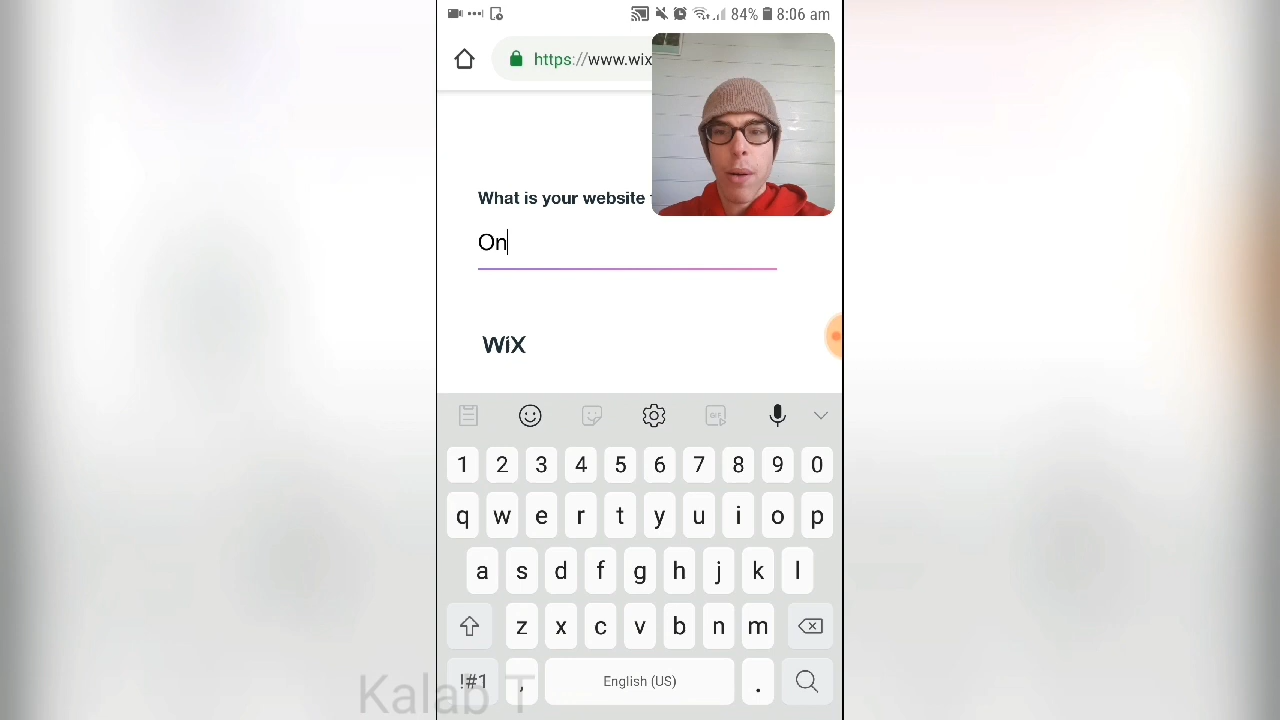 84% 8:06 am
https://www.wix
What is your website
On
WiX
GIF
1 2 3 4 5 6 7 8 9 0
q w e r t y u i o p
a s d f g h j k l
z x c v b n m
!#1 , English (US) .
Kalab T